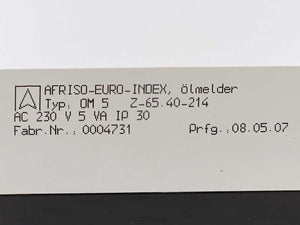 AFRISO-EURO-INDEX, ölmelder
Typ: OM 5 Z-65.40-214
AC 230 V 5 VA IP 30
Fabr.Nr.: 0004731 Prfg.:08.05.07